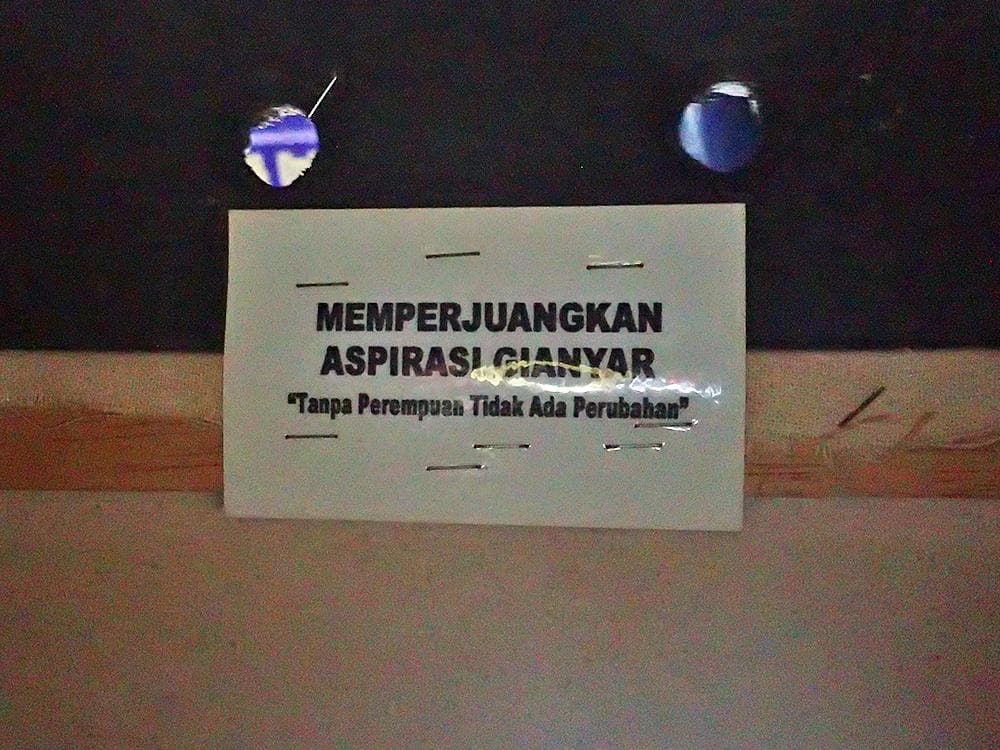 MEMPERJUANGKAN
ASPIRASI GIANYAR
“Tanpa Perempuan Tidak Ada Perubahan”